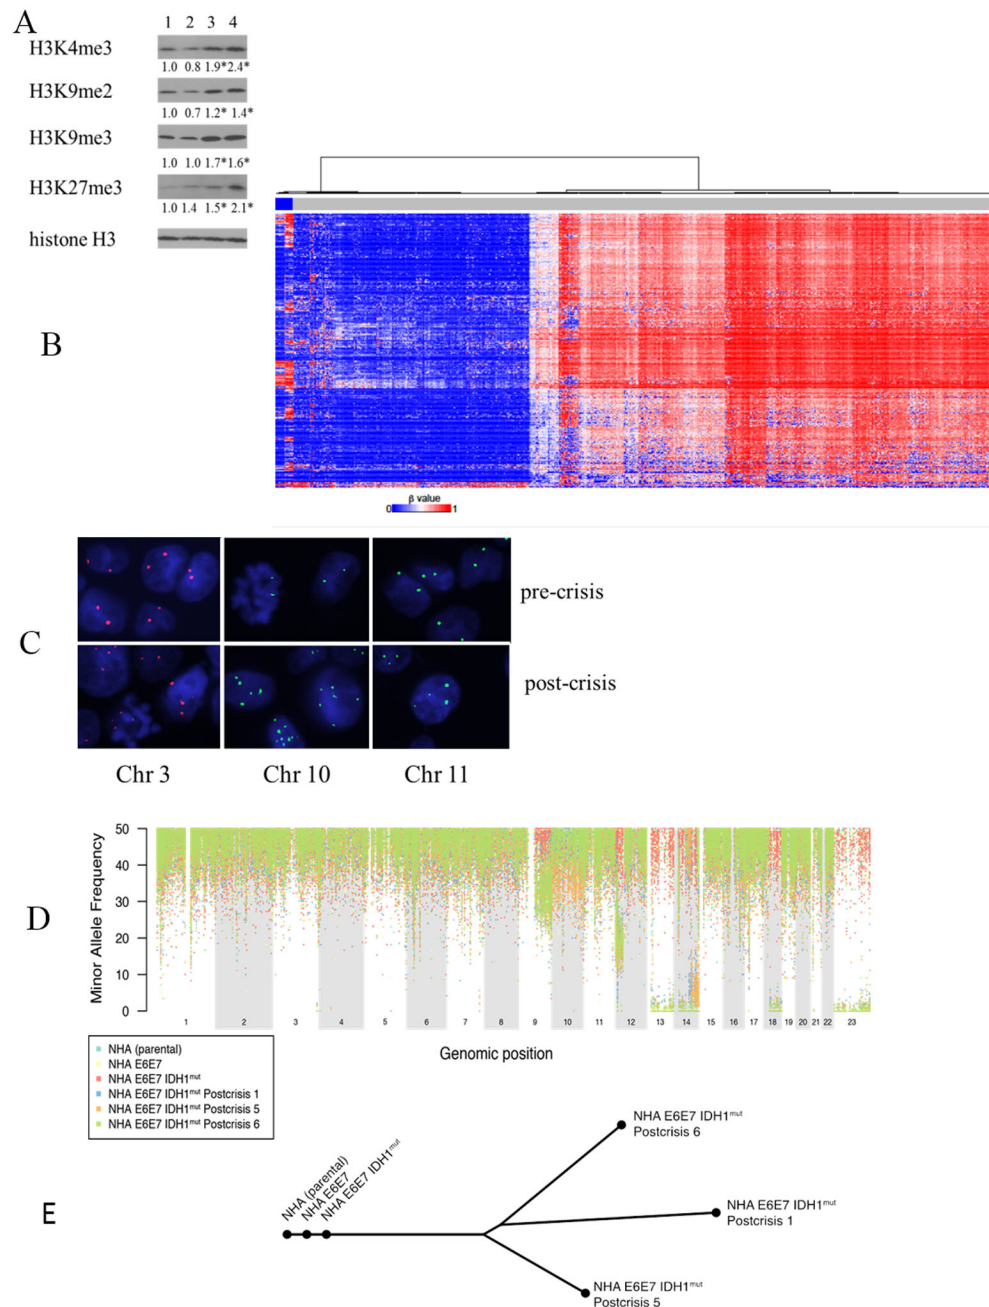 A
1 2 3 4
H3K4me3
1.0 0.8 1.9* 2.4*
H3K9me2
1.0 0.7 1.2* 1.4*
H3K9me3
1.0 1.0 1.7* 1.6*
H3K27me3
1.0 1.4 1.5* 2.1*
histone H3
B
β value
0 1
C
pre-crisis
post-crisis
Chr 3 Chr 10 Chr 11
D
Minor Allele Frequency
50
40
30
20
10
0
1 2 3 4 5 6 7 8 9 10 11 12 13 14 15 16 17 18 19 20 21 22 23
Genomic position
NHA (parental)
NHA E6E7
NHA E6E7 IDH1mut
NHA E6E7 IDH1mut Postcrisis 1
NHA E6E7 IDH1mut Postcrisis 5
NHA E6E7 IDH1mut Postcrisis 6
E
NHA (parental)
NHA E6E7
NHA E6E7 IDH1mut
NHA E6E7 IDH1mut
Postcrisis 6
NHA E6E7 IDH1mut
Postcrisis 1
NHA E6E7 IDH1mut
Postcrisis 5